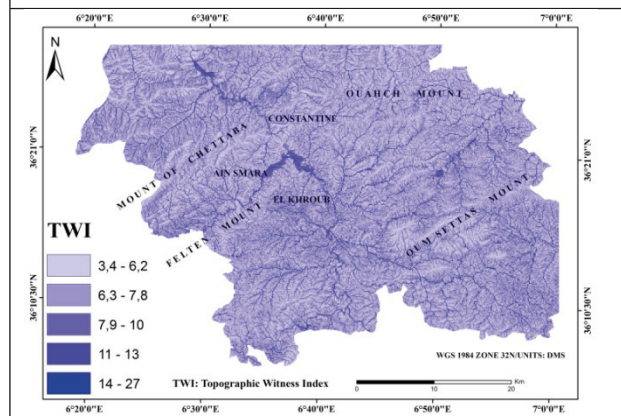 6°20'0"E 6°30'0"E 6°40'0"E 6°50'0"E 7°0'0"E
N
OUAHCH MOUNT
CONSTANTINE
36°21'0"N
36°21'0"N
MOUNT OF CHETTABA
AIN SMARA
EL KHROUB
FELTEN MOUNT
OUM SETTAS MOUNT
TWI
3,4 - 6,2
6,3 - 7,8
7,9 - 10
11 - 13
14 - 27
36°10'30"N
36°10'30"N
WGS 1984 ZONE 32N/UNITS: DMS
TWI: Topographic Witness Index
0 10 20 Km
6°20'0"E 6°30'0"E 6°40'0"E 6°50'0"E 7°0'0"E